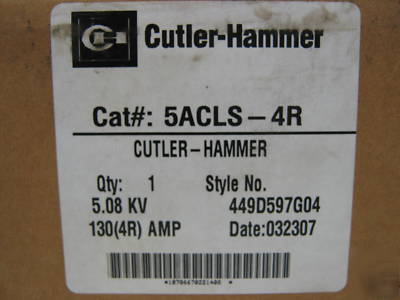 Cutler-Hammer
Cat#: 5ACLS-4R
CUTLER-HAMMER
Qty: 1 Style No.
5.08 KV 449D597G04
130(4R) AMP Date:032307